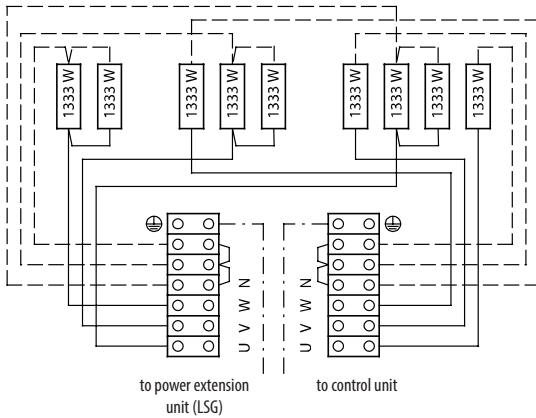 1333 W
1333 W
1333 W
1333 W
1333 W
1333 W
1333 W
1333 W
1333 W
U V W N
U V W N
to power extension
unit (LSG)
to control unit